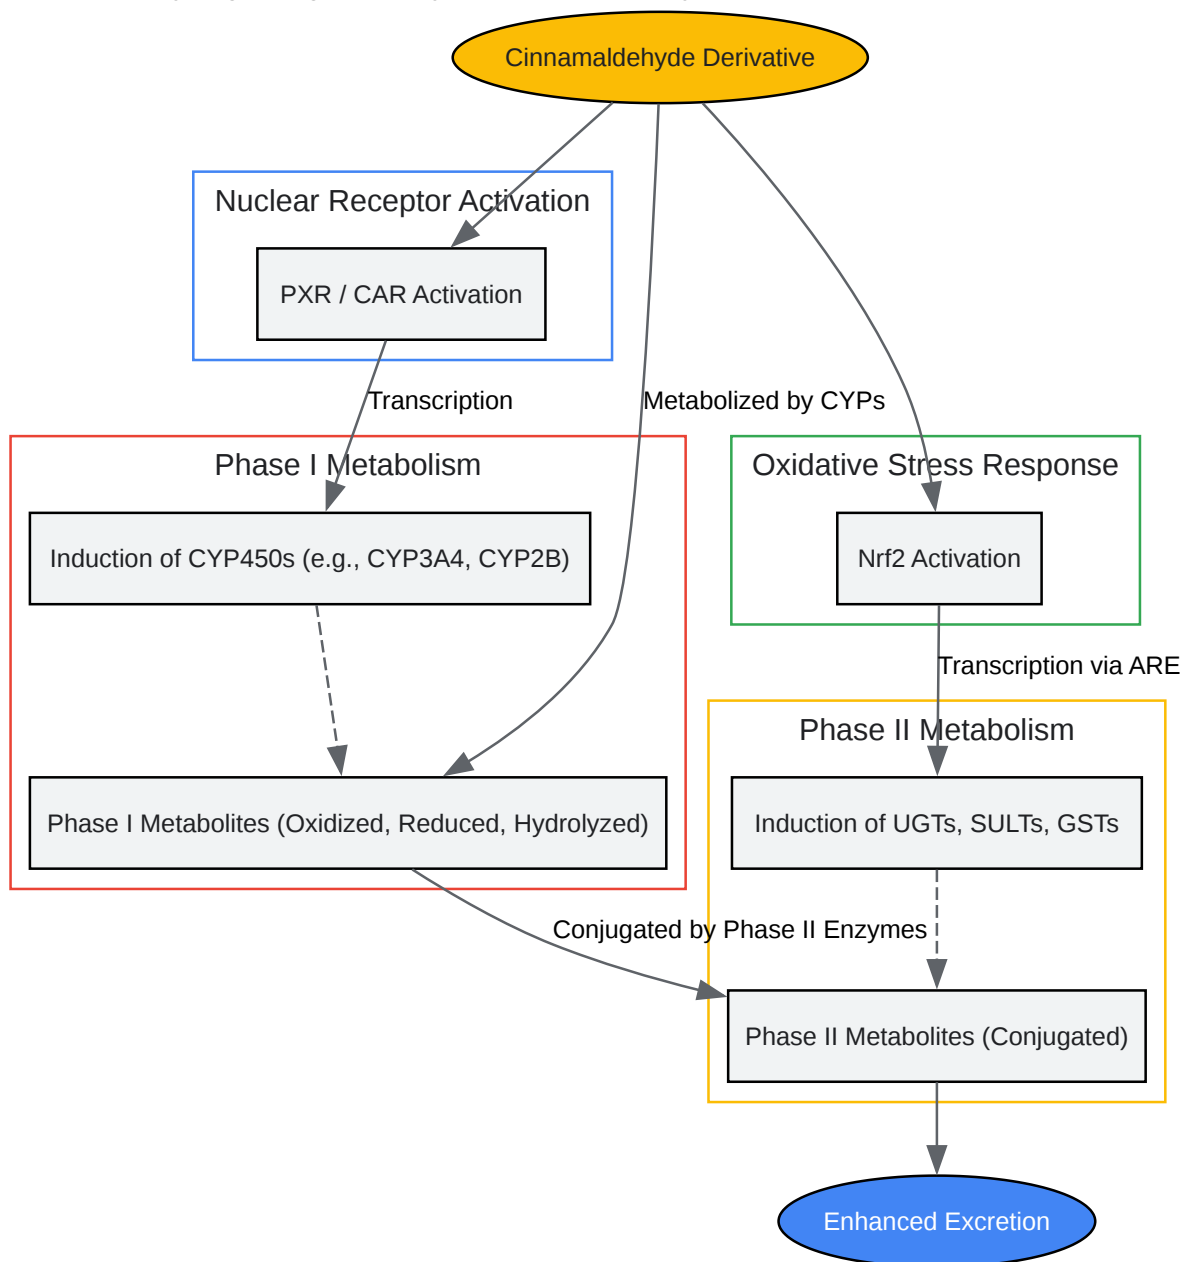 Cinnamaldehyde Derivative
Nuclear Receptor Activation
PXR / CAR Activation
Transcription
Metabolized by CYPs
Phase I Metabolism
Oxidative Stress Response
Induction of CYP450s (e.g., CYP3A4, CYP2B)
Nrf2 Activation
Transcription via ARE
Phase II Metabolism
Phase I Metabolites (Oxidized, Reduced, Hydrolyzed)
Induction of UGTs, SULTs, GSTs
Conjugated by Phase II Enzymes
Phase II Metabolites (Conjugated)
Enhanced Excretion